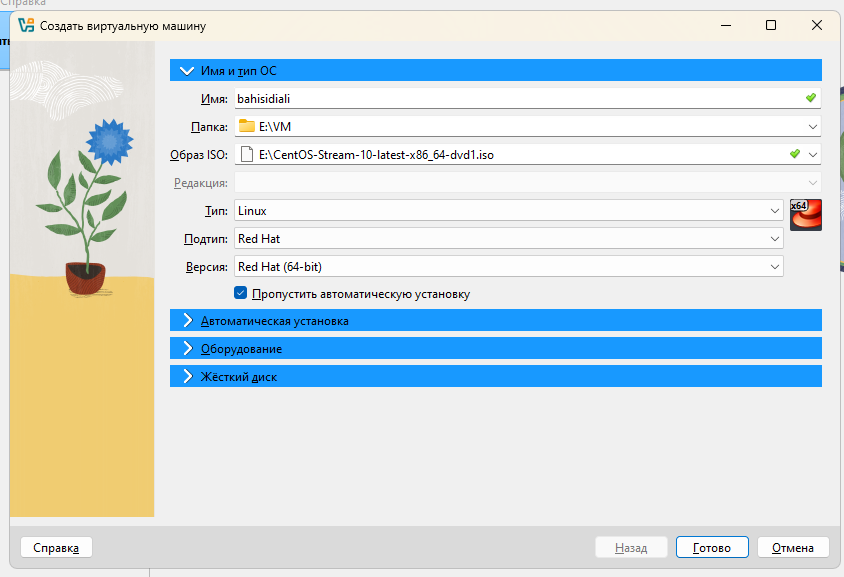 Справка
Создать виртуальную машину
Имя и тип ОС
Имя: bahisidiali
Папка: E:\VM
Образ ISO: E:\CentOS-Stream-10-latest-x86_64-dvd1.iso
Редакция:
Тип: Linux
x64
Подтип: Red Hat
Версия: Red Hat (64-bit)
Пропустить автоматическую установку
Автоматическая установка
Оборудование
Жёсткий диск
Справка
Назад
Готово
Отмена